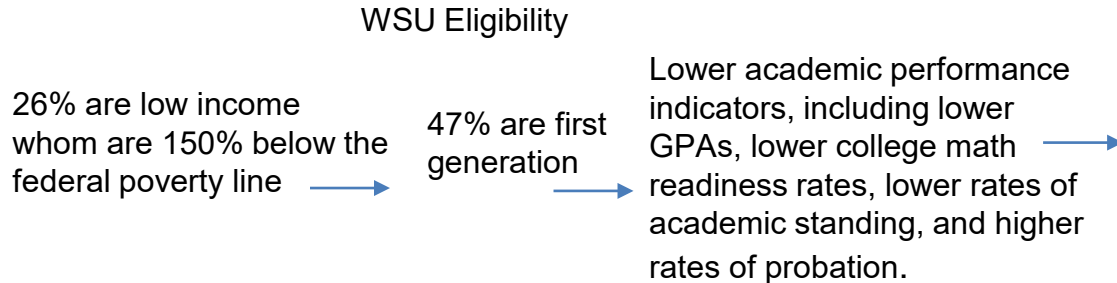 WSU Eligibility
26% are low income
whom are 150% below the
federal poverty line
47% are first
generation
Lower academic performance
indicators, including lower
GPAs, lower college math
readiness rates, lower rates of
academic standing, and higher
rates of probation.